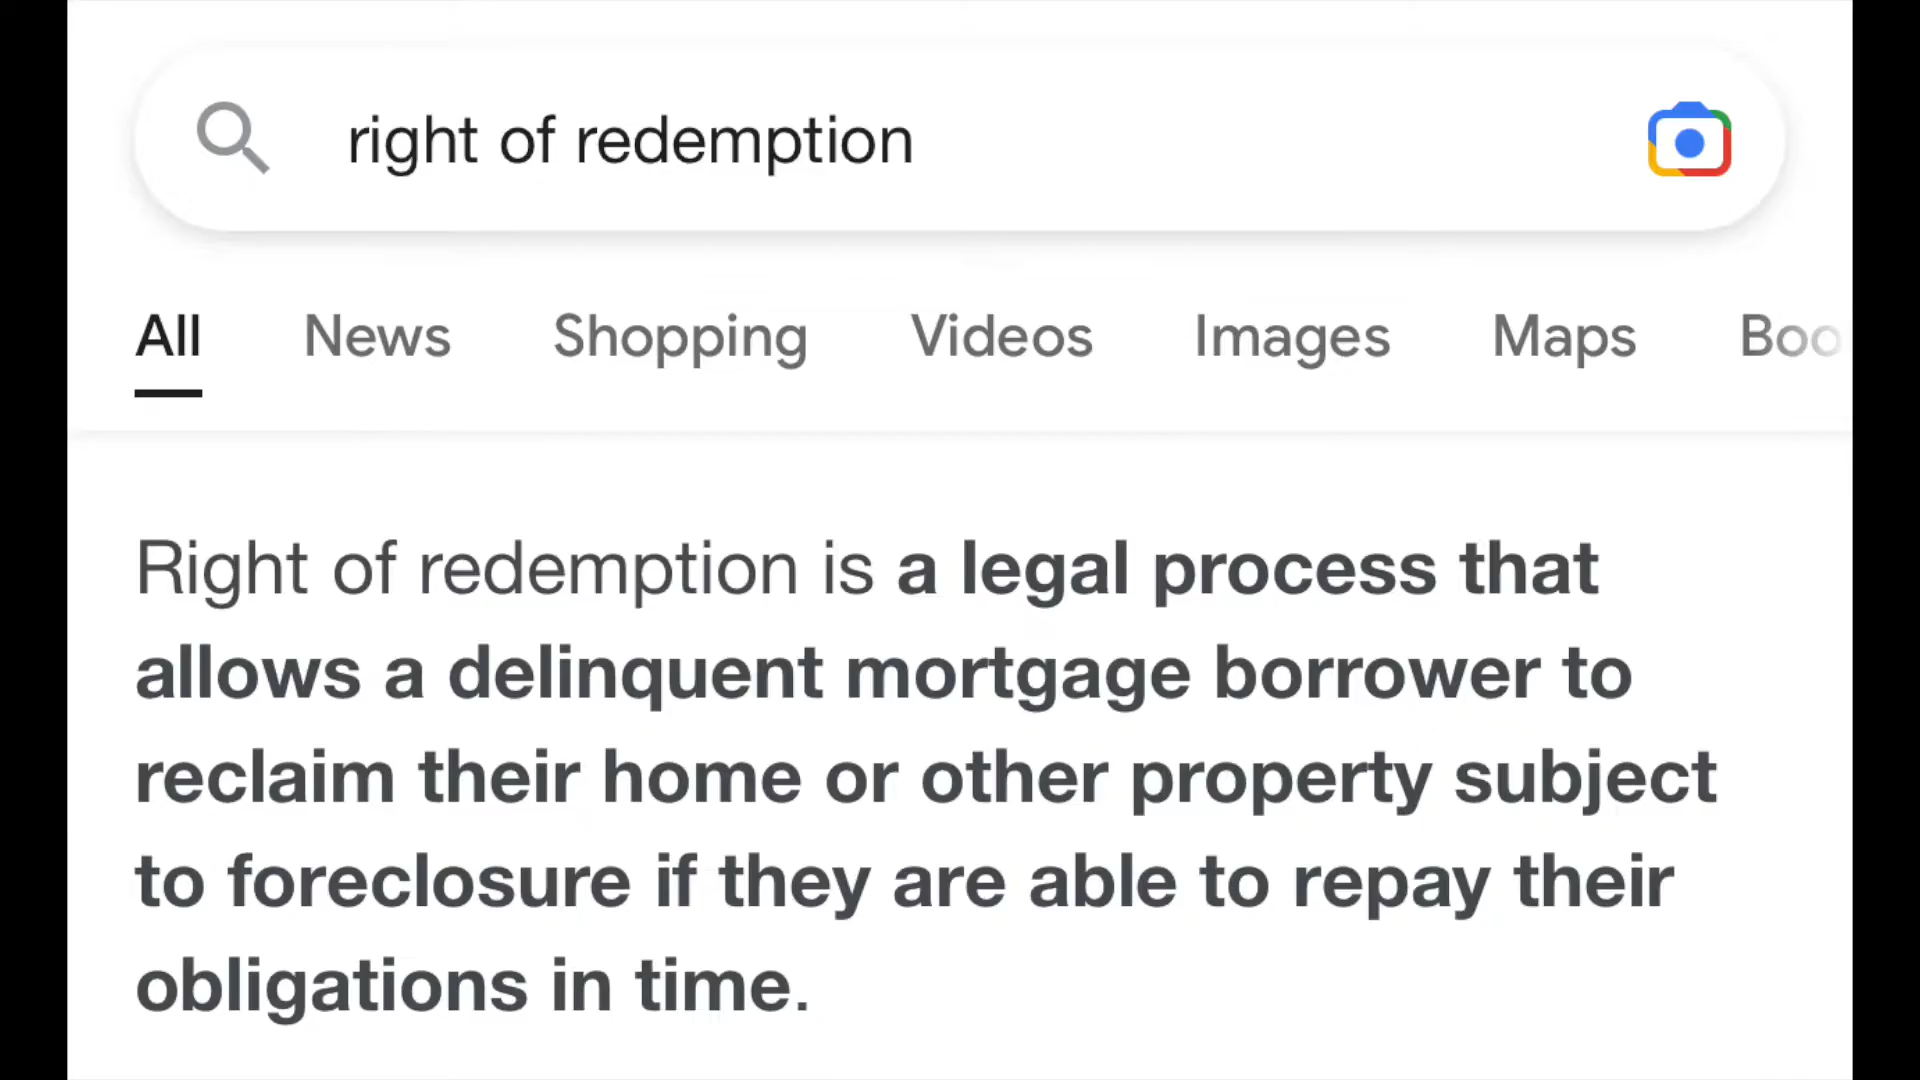 right of redemption
All News Shopping Videos Images Maps Boo
Right of redemption is a legal process that
allows a delinquent mortgage borrower to
reclaim their home or other property subject
to foreclosure if they are able to repay their
obligations in time.